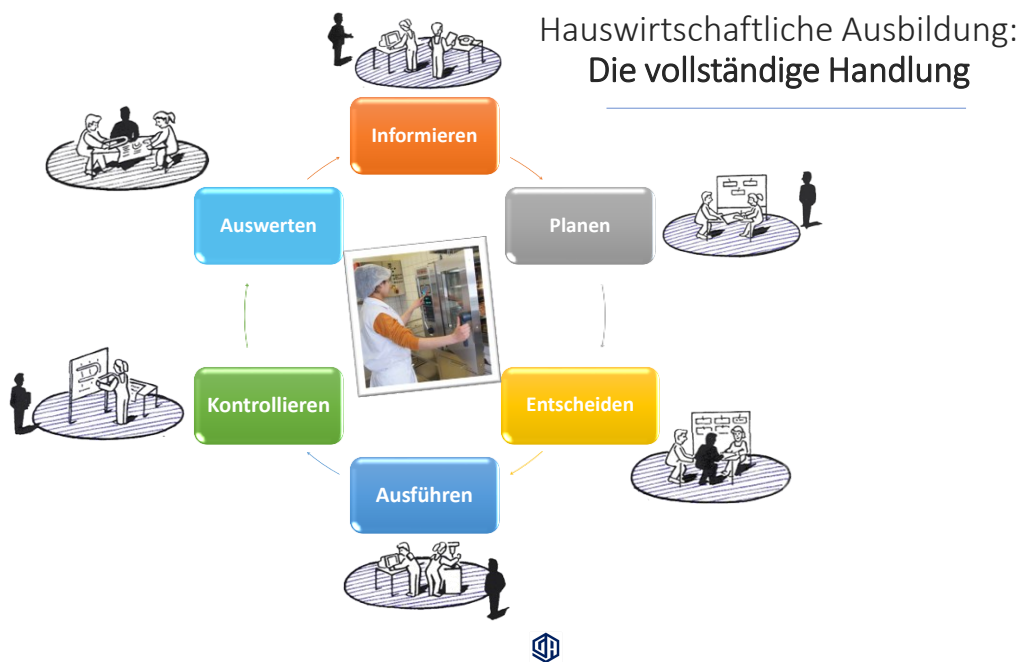 Hauswirtschaftliche Ausbildung:
Die vollständige Handlung
Informieren
Planen
Entscheiden
Ausführen
Kontrollieren
Auswerten